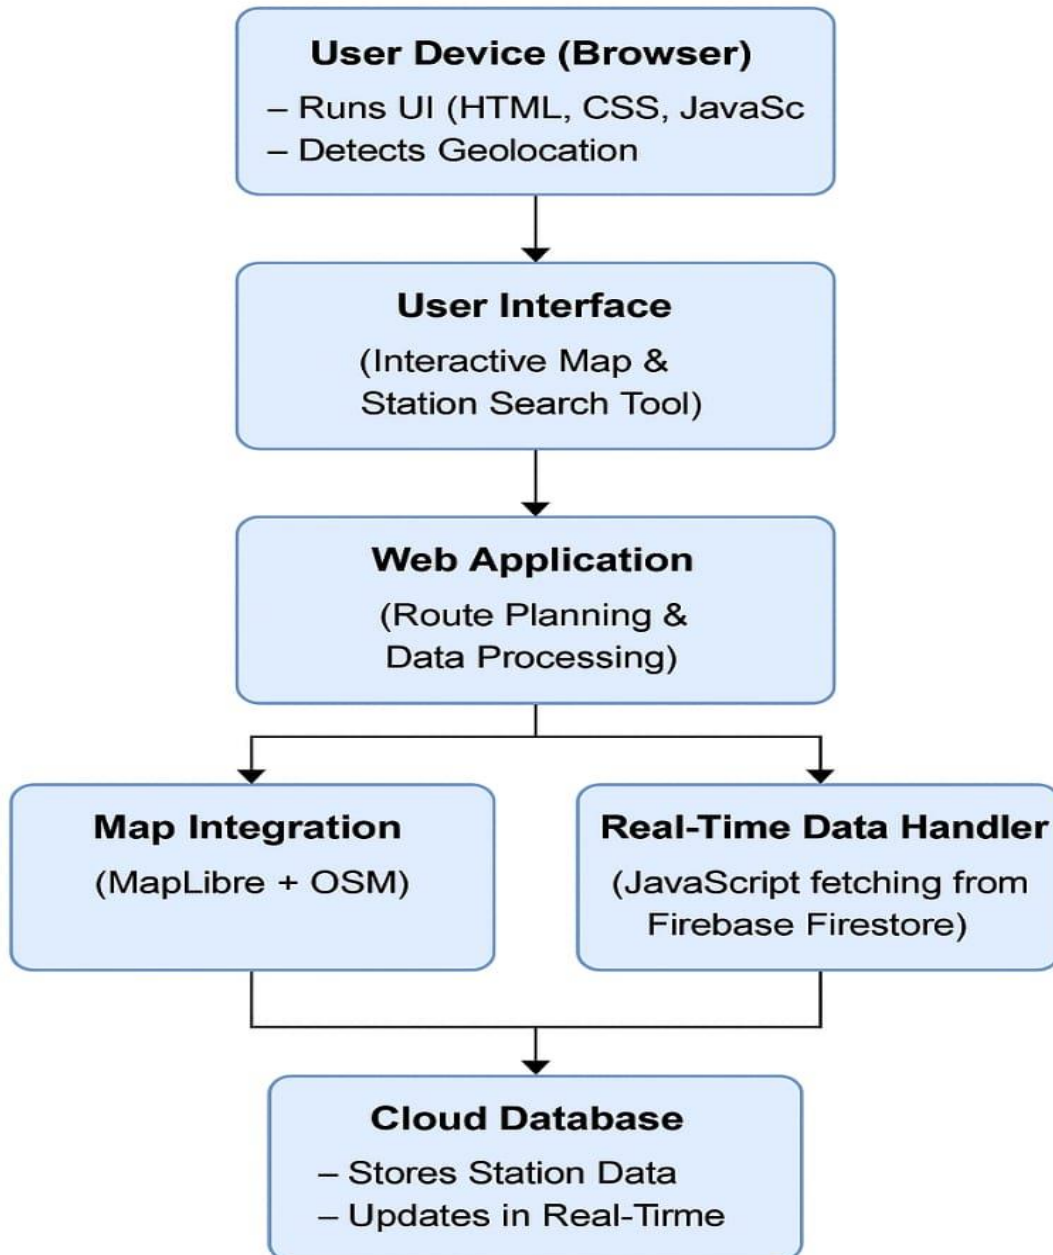 User Device (Browser)
– Runs UI (HTML, CSS, JavaSc
– Detects Geolocation
User Interface
(Interactive Map &
Station Search Tool)
Web Application
(Route Planning &
Data Processing)
Map Integration
(MapLibre + OSM)
Real-Time Data Handler
(JavaScript fetching from
Firebase Firestore)
Cloud Database
– Stores Station Data
– Updates in Real-Tirme